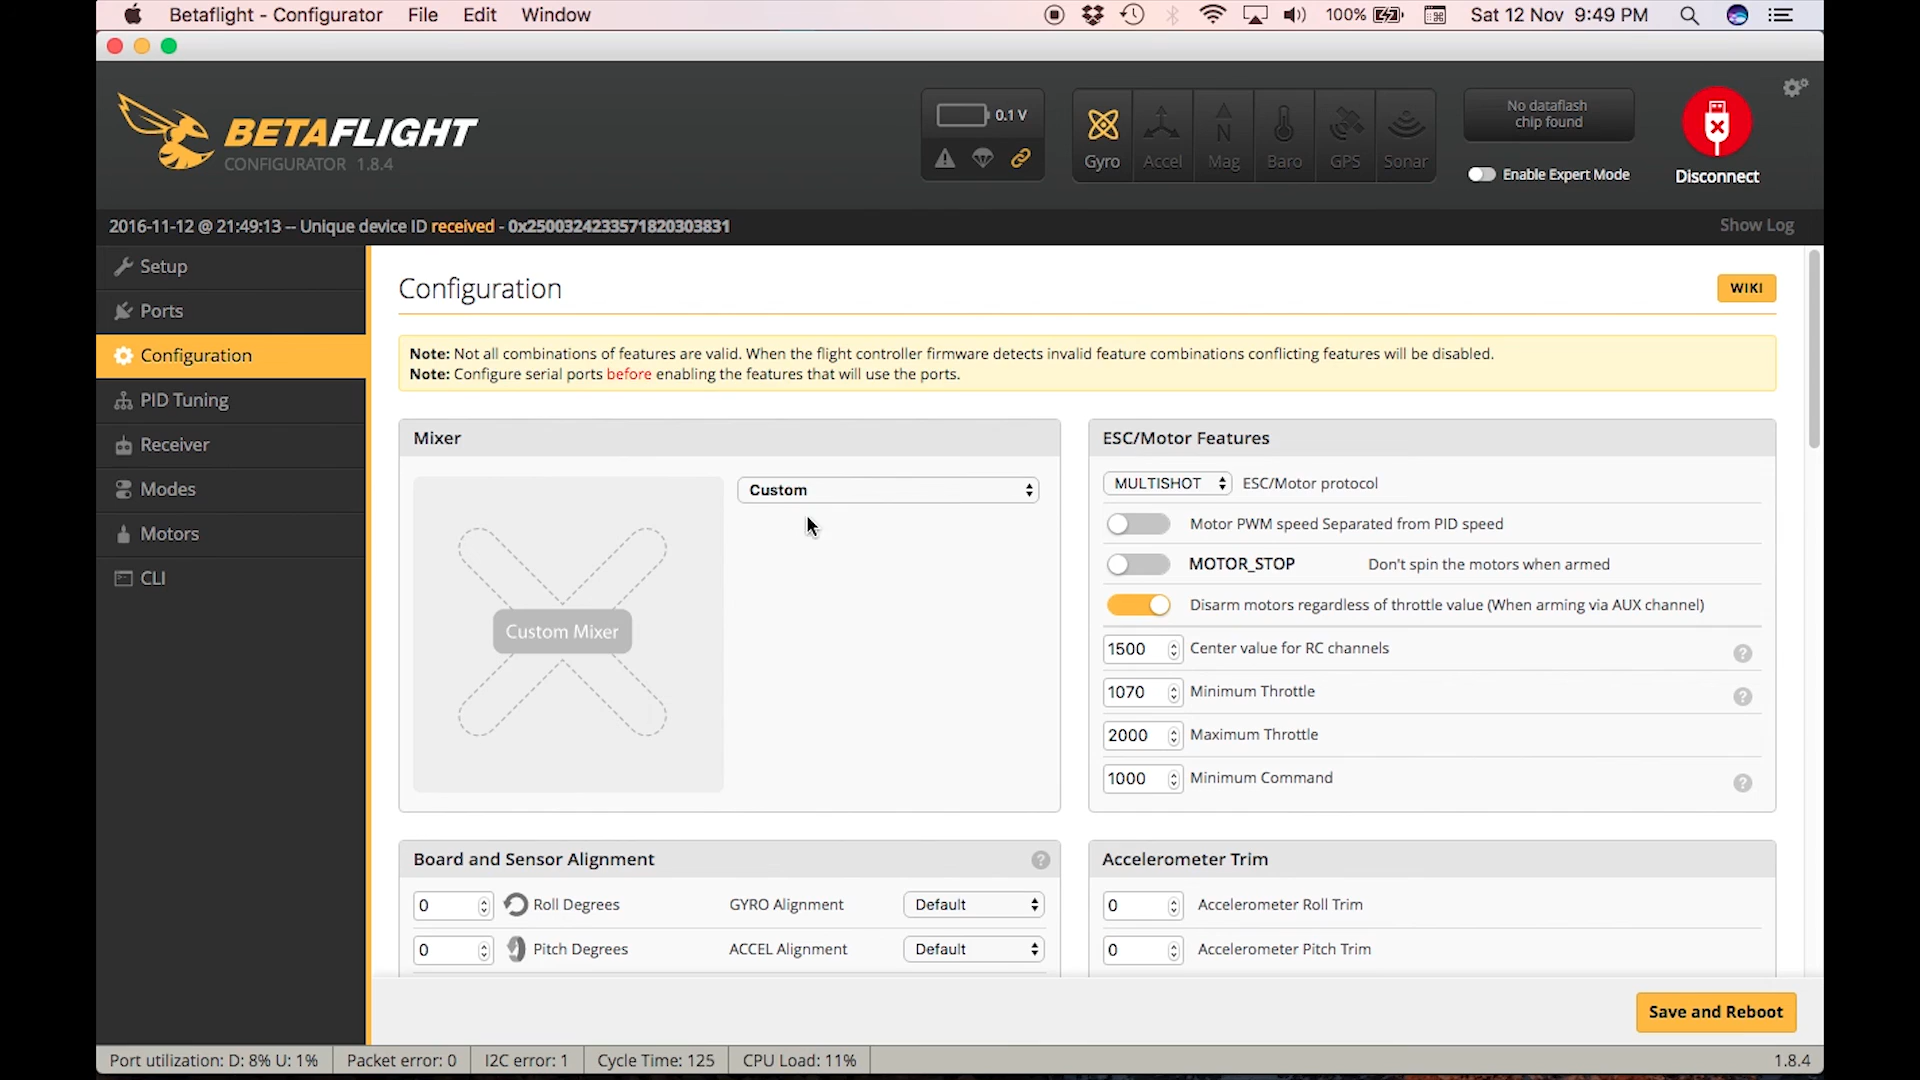 Betaflight - Configurator File Edit Window 100% Sat 12 Nov 9:49 PM
BETAFLIGHT
CONFIGURATOR 1.8.4
0.1 V
Gyro Accel Mag Baro GPS Sonar
No dataflash
chip found
Enable Expert Mode
Disconnect
2016-11-12 @ 21:49:13 -- Unique device ID received - 0x2500324233571820303831
Show Log
Setup
Ports
Configuration
PID Tuning
Receiver
Modes
Motors
CLI
Configuration
WIKI
Note: Not all combinations of features are valid. When the flight controller firmware detects invalid feature combinations conflicting features will be disabled.
Note: Configure serial ports before enabling the features that will use the ports.
Mixer
Custom
Custom Mixer
ESC/Motor Features
MULTISHOT ESC/Motor protocol
Motor PWM speed Separated from PID speed
MOTOR_STOP Don't spin the motors when armed
Disarm motors regardless of throttle value (When arming via AUX channel)
1500 Center value for RC channels ?
1070 Minimum Throttle ?
2000 Maximum Throttle
1000 Minimum Command ?
Board and Sensor Alignment ?
0 Roll Degrees GYRO Alignment Default
0 Pitch Degrees ACCEL Alignment Default
Accelerometer Trim
0 Accelerometer Roll Trim
0 Accelerometer Pitch Trim
Save and Reboot
Port utilization: D: 8% U: 1% Packet error: 0 I2C error: 1 Cycle Time: 125 CPU Load: 11% 1.8.4